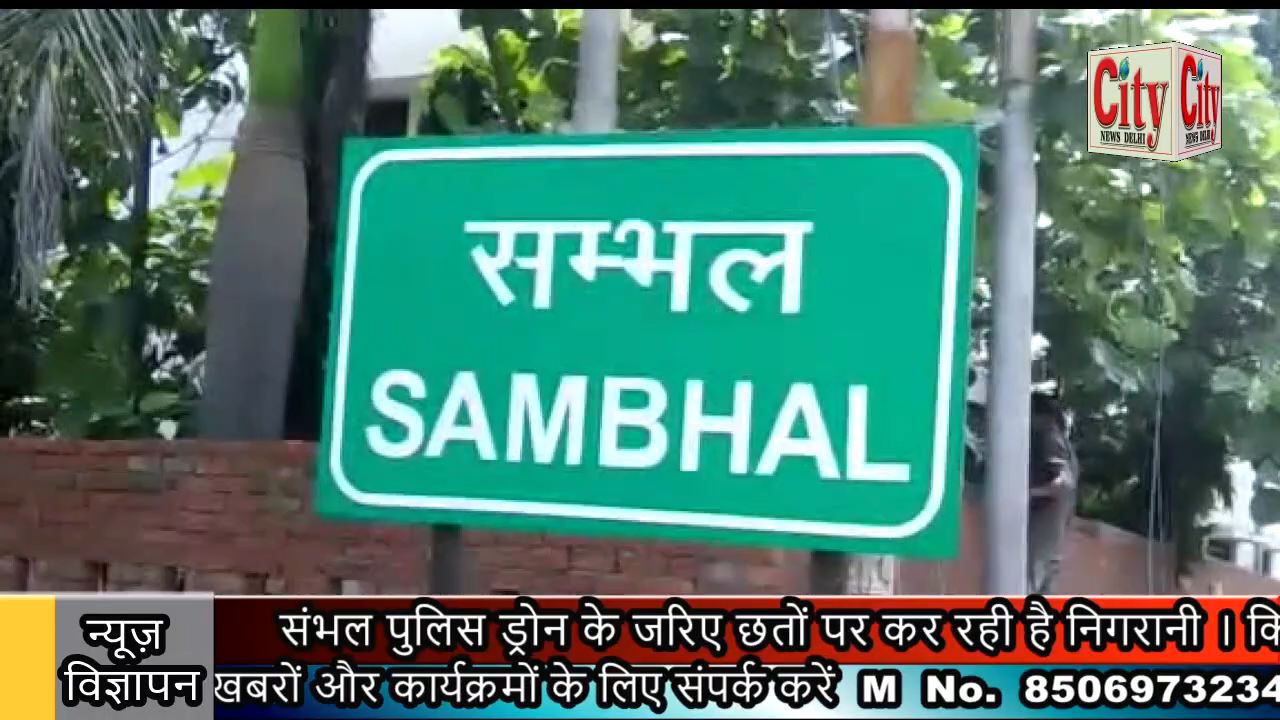 City City
NEWS DELHI NEWS DELHI
सम्भल
SAMBHAL
न्यूज़ संभल पुलिस ड्रोन के जरिए छतों पर कर रही है निगरानी । कि
विज्ञापन खबरों और कार्यक्रमों के लिए संपर्क करें M No. 8506973234